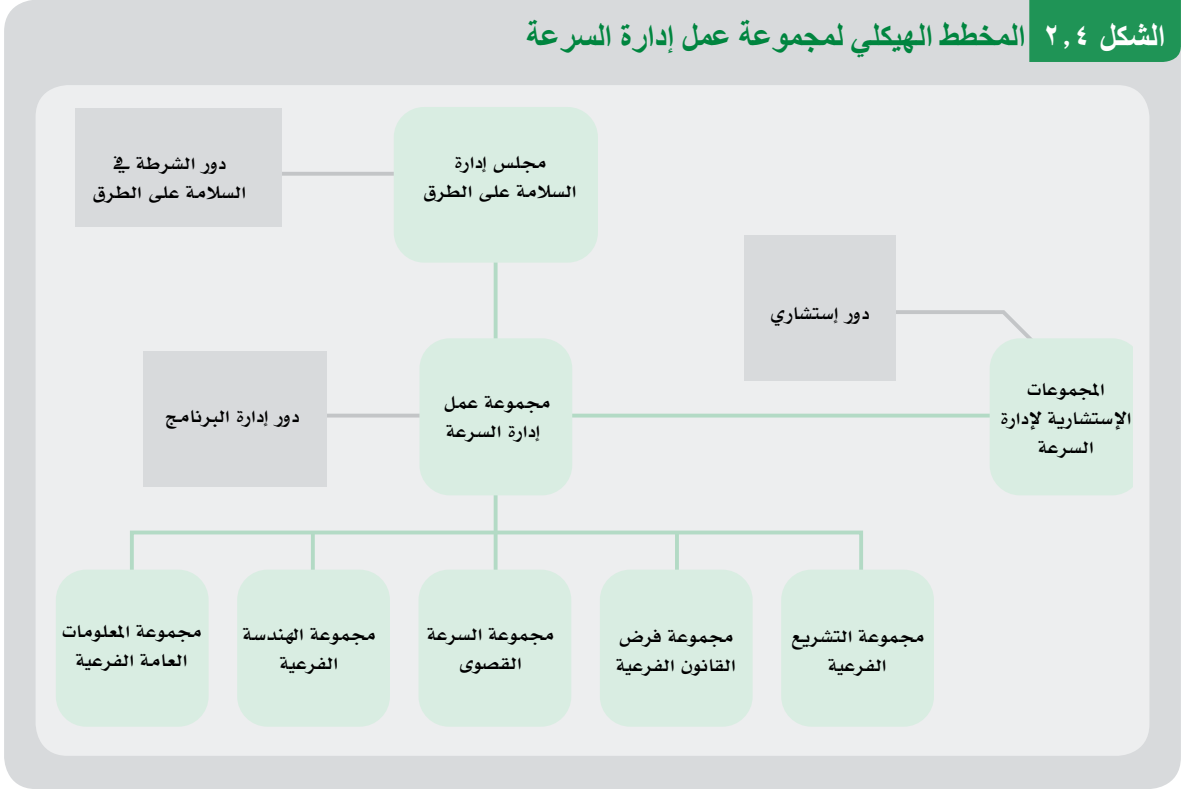 الشكل ٢,٤ المخطط الهيكلي لمجموعة عمل إدارة السرعة
مجلس إدارة
السلامة على الطرق
دور الشرطة في
السلامة على الطرق
دور إستشاري
المجموعات
الإستشارية لإدارة
السرعة
مجموعة عمل
إدارة السرعة
دور إدارة البرنامج
مجموعة التشريع
الفرعية
مجموعة فرض
القانون الفرعية
مجموعة السرعة
القصوى
مجموعة الهندسة
الفرعية
مجموعة المعلومات
العامة الفرعية